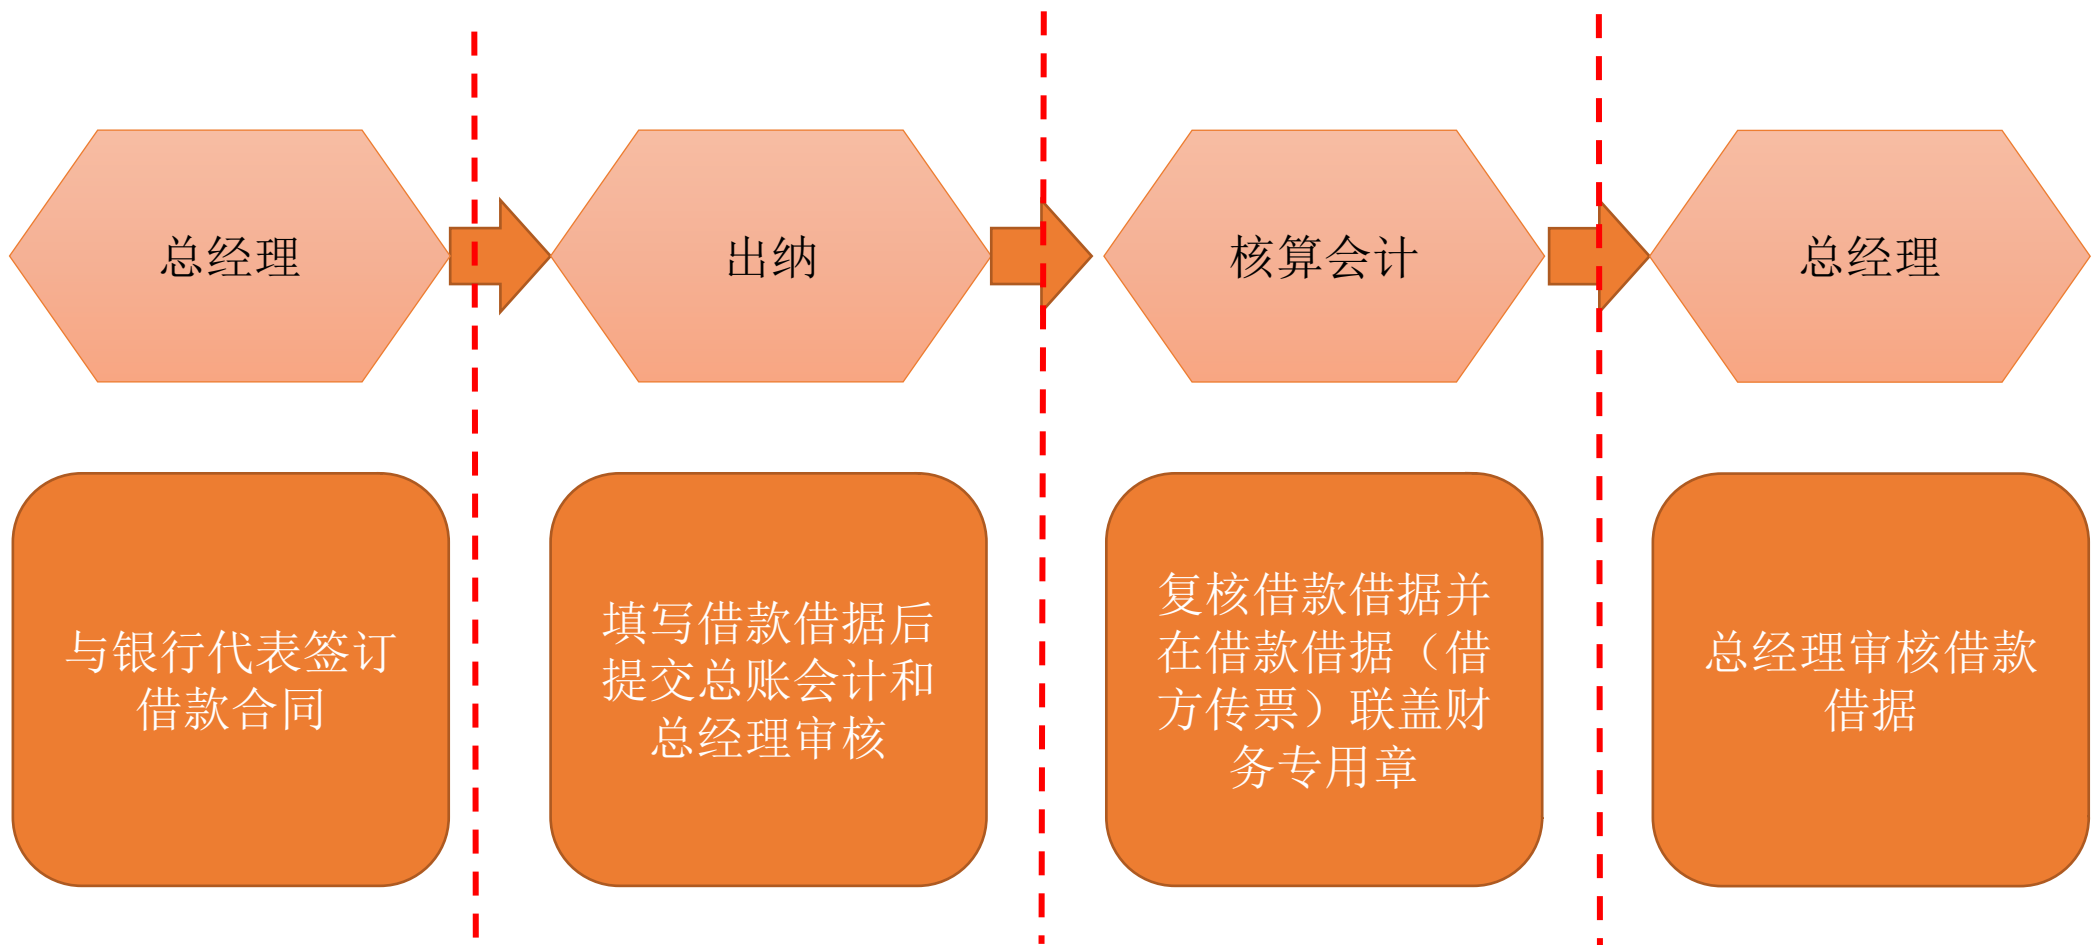 总经理
出纳
核算会计
总经理
与银行代表签订
借款合同
填写借款借据后
提交总账会计和
总经理审核
复核借款借据并
在借款借据（借
方传票）联盖财
务专用章
总经理审核借款
借据